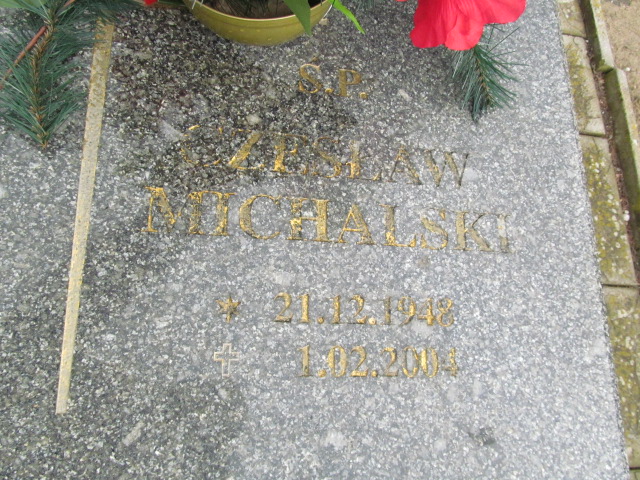 S.P.
CZESŁAW
MICHALSKI
* 21.12.1948
✝ 1.02.2004